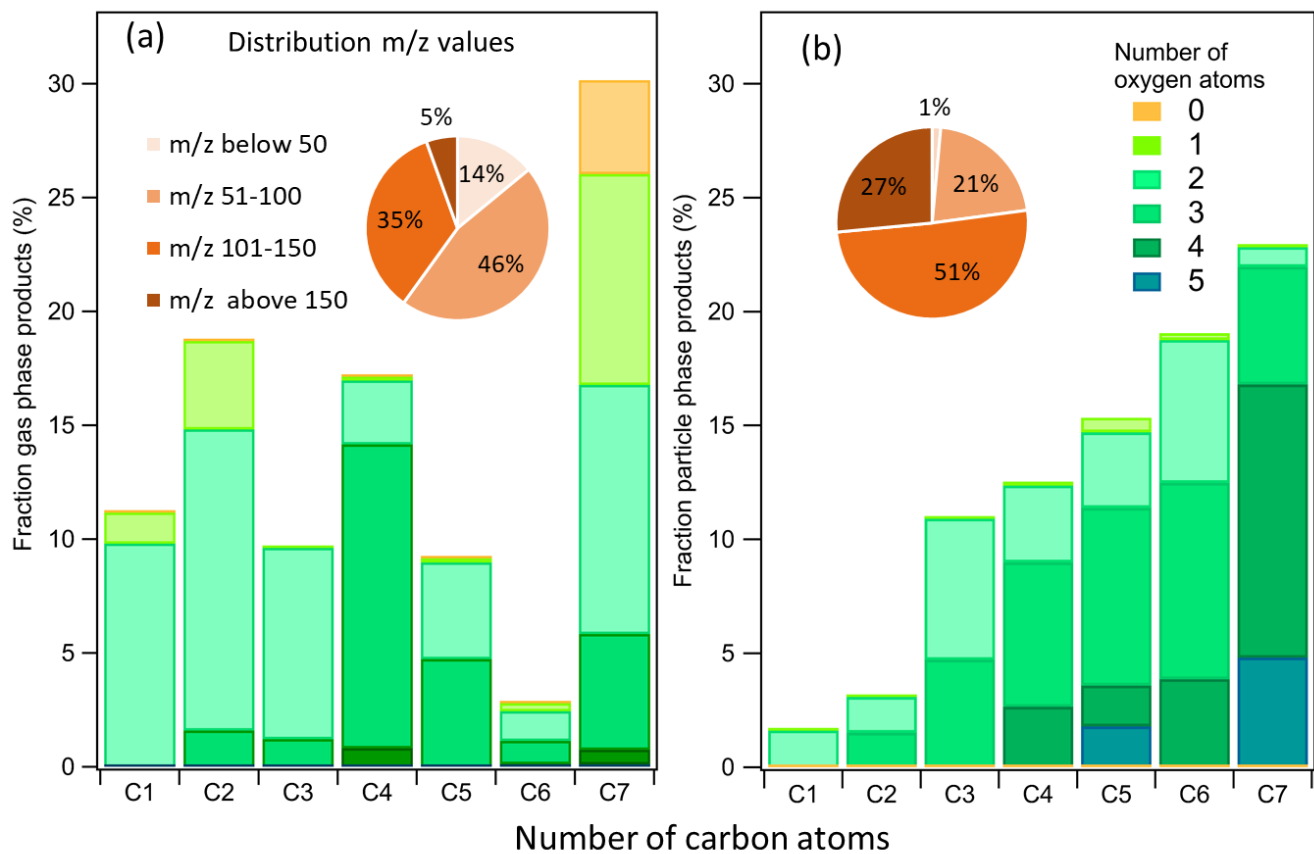 (a) Distribution m/z values
m/z below 50
m/z 51-100
m/z 101-150
m/z above 150
5%
14%
35%
46%
Fraction gas phase products (%)
30
25
20
15
10
5
0
C1 C2 C3 C4 C5 C6 C7
(b)
Number of
oxygen atoms
0
1
2
3
4
5
1%
27%
21%
51%
Fraction particle phase products (%)
30
25
20
15
10
5
0
C1 C2 C3 C4 C5 C6 C7
Number of carbon atoms